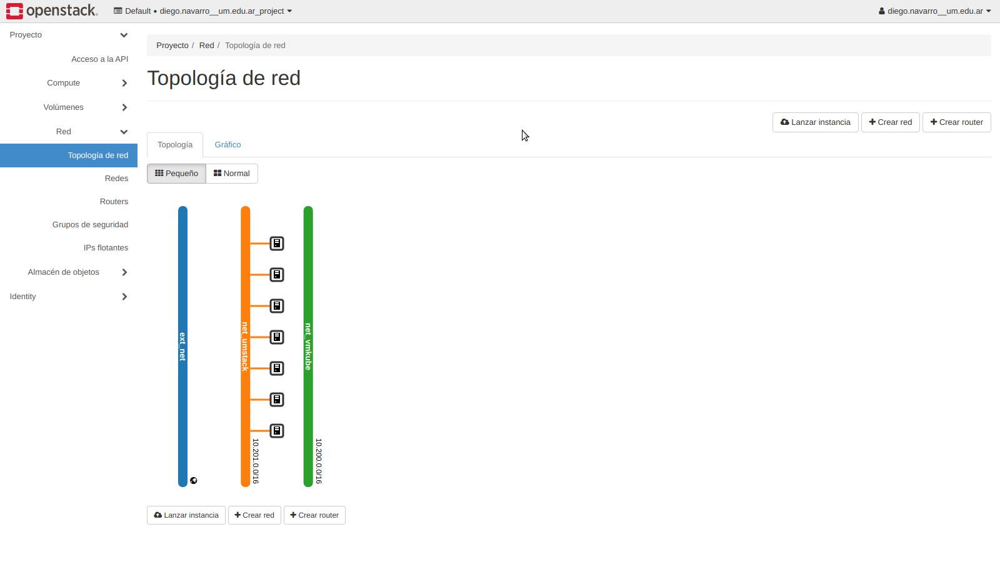 openstack.
Default • diego.navarro__um.edu.ar_project
diego.navarro__um.edu.ar
Proyecto
Acceso a la API
Compute
Volúmenes
Red
Topología de red
Redes
Routers
Grupos de seguridad
IPs flotantes
Almacén de objetos
Identity
Proyecto / Red / Topología de red
Topología de red
Lanzar instancia
Crear red
Crear router
Topología
Gráfico
Pequeño
Normal
ext_net
net_umstack
10.201.0.0/16
net_vmkube
10.200.0.0/16
Lanzar instancia
Crear red
Crear router